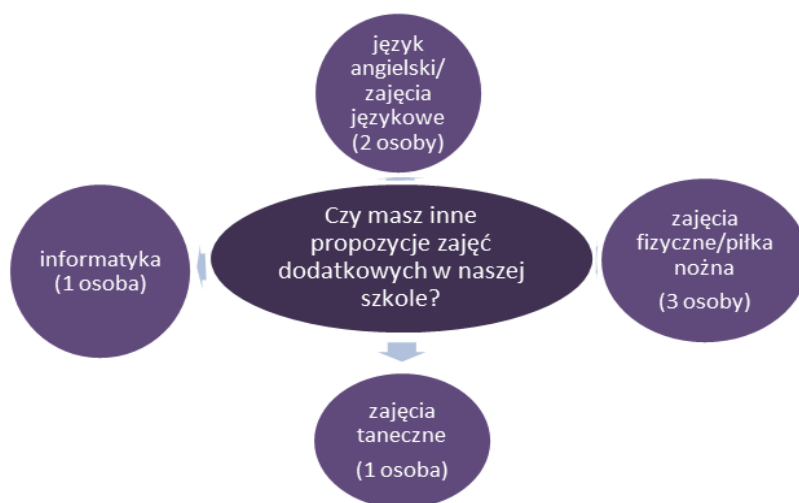 język
angielski/
zajęcia
językowe
(2 osoby)
Czy masz inne
propozycje zajęć
dodatkowych w naszej
szkole?
informatyka
(1 osoba)
zajęcia
fizyczne/piłka
nożna
(3 osoby)
zajęcia
taneczne
(1 osoba)